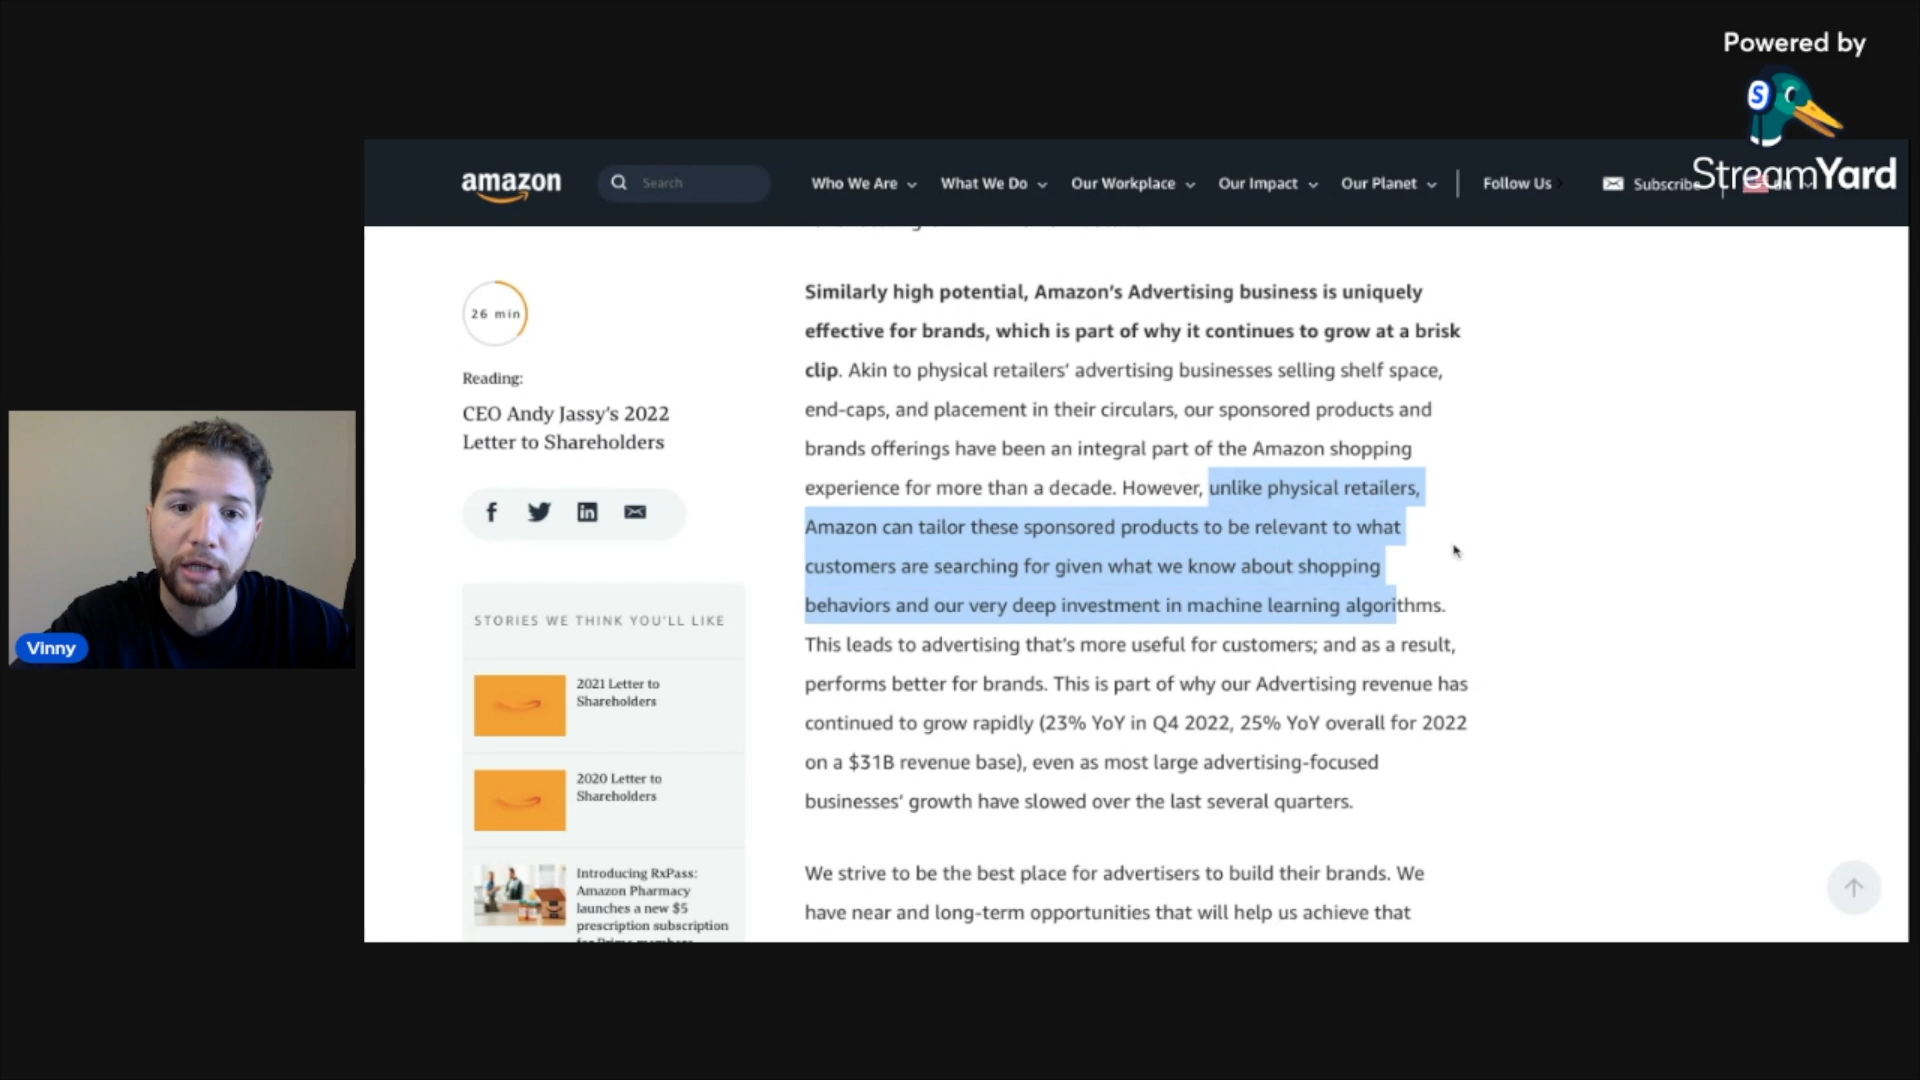 Powered by
StreamYard
amazon
Search
Who We Are
What We Do
Our Workplace
Our Impact
Our Planet
Follow Us
Subscribe
26 min
Reading:
CEO Andy Jassy's 2022
Letter to Shareholders
STORIES WE THINK YOU'LL LIKE
2021 Letter to
Shareholders
2020 Letter to
Shareholders
Introducing RxPass:
Amazon Pharmacy
launches a new $5
prescription subscription
for Prime members
Similarly high potential, Amazon's Advertising business is uniquely
effective for brands, which is part of why it continues to grow at a brisk
clip. Akin to physical retailers' advertising businesses selling shelf space,
end-caps, and placement in their circulars, our sponsored products and
brands offerings have been an integral part of the Amazon shopping
experience for more than a decade. However, unlike physical retailers,
Amazon can tailor these sponsored products to be relevant to what
customers are searching for given what we know about shopping
behaviors and our very deep investment in machine learning algorithms.
This leads to advertising that's more useful for customers; and as a result,
performs better for brands. This is part of why our Advertising revenue has
continued to grow rapidly (23% YoY in Q4 2022, 25% YoY overall for 2022
on a $31B revenue base), even as most large advertising-focused
businesses' growth have slowed over the last several quarters.
We strive to be the best place for advertisers to build their brands. We
have near and long-term opportunities that will help us achieve that
Vinny